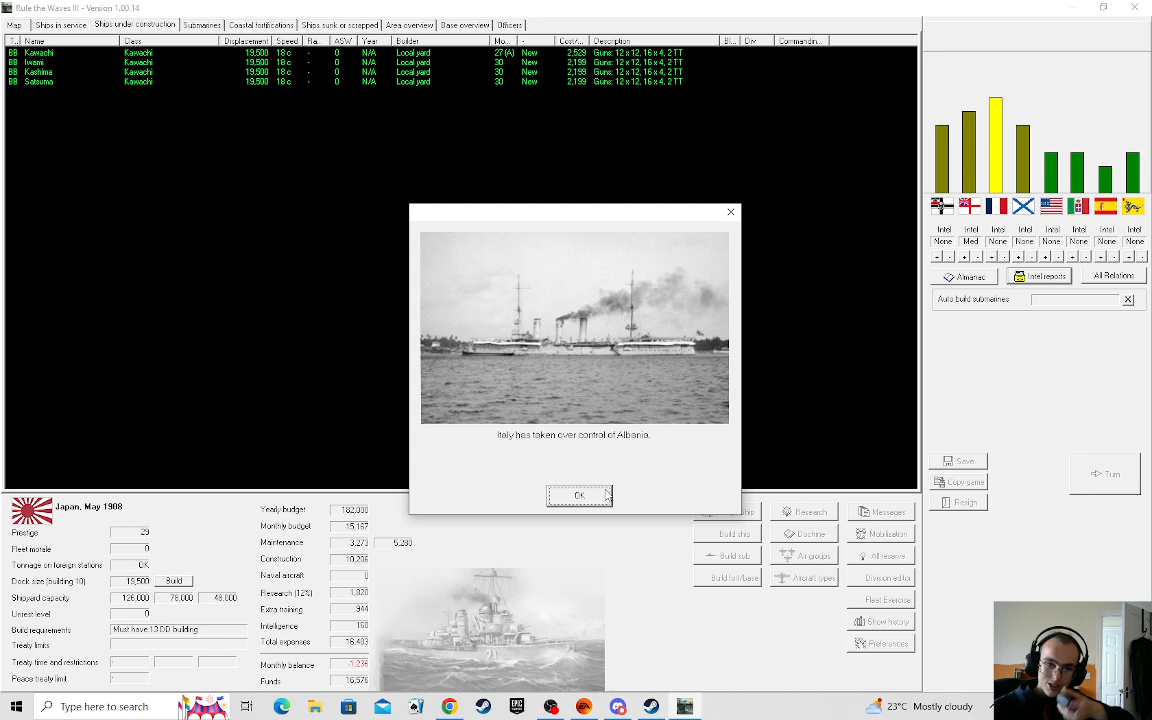 Rule the Waves III - Version 1.00.14
Map Ships in service Ships under construction Submarines Coastal fortifications Ships sunk or scrapped Area overview Base overview Officers
T.. Name Class Displacement Speed Ra... ASW Year Builder Mo... - Cost/... Description Bl... Div Commandin...
BB Kawachi Kawachi 19,500 18 c - 0 N/A Local yard 27 (A) New 2,529 Guns: 12 x 12, 16 x 4, 2 TT
BB Iwami Kawachi 19,500 18 c - 0 N/A Local yard 30 New 2,199 Guns: 12 x 12, 16 x 4, 2 TT
BB Kashima Kawachi 19,500 18 c - 0 N/A Local yard 30 New 2,199 Guns: 12 x 12, 16 x 4, 2 TT
BB Satsuma Kawachi 19,500 18 c - 0 N/A Local yard 30 New 2,199 Guns: 12 x 12, 16 x 4, 2 TT
Italy has taken over control of Albania.
OK
Intel Intel Intel Intel Intel Intel Intel Intel
None Med None None None None None None
+ - + - + - + - + - + - + - + -
Almanac Intel reports All Relations
Auto build submarines
Save
Copy game
Resign
Turn
Japan, May 1908
Prestige 29
Fleet morale 0
Tonnage on foreign stations OK
Dock size (building 10) 19,500 Build
Shipyard capacity 126,000 78,000 48,000
Unrest level 0
Build requirements Must have 13 DD building
Treaty limits
Treaty time and restrictions - - -
Peace treaty limit -
Yearly budget 182,000
Monthly budget 15,167
Maintenance 3,273 5,280
Construction 10,206
Naval aircraft 0
Research (12%) 1,820
Extra training 944
Intelligence 160
Total expenses 16,403
Monthly balance -1,236
Funds 16,576
Research Messages
Build ship Doctrine Mobilization
Build sub Air groups All reserve
Build fort/base Aircraft types Division editor
Fleet Exercise
Show history
Preferences
Type here to search
23°C Mostly cloudy